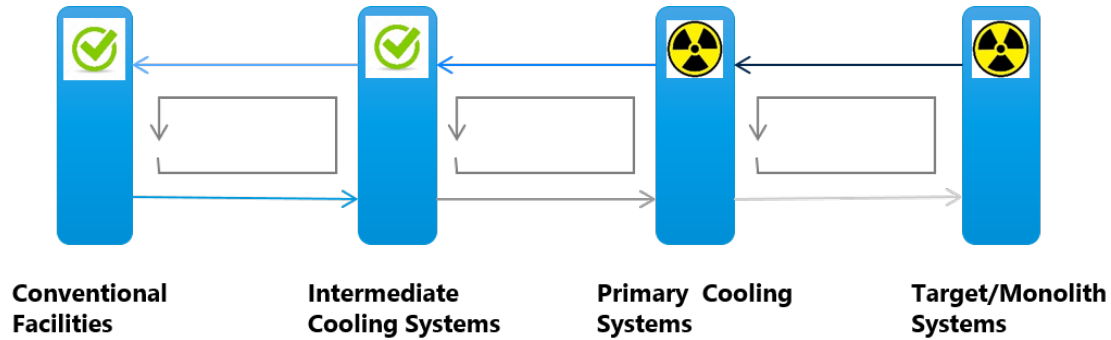 Conventional
Facilities
Intermediate
Cooling Systems
Primary Cooling
Systems
Target/Monolith
Systems